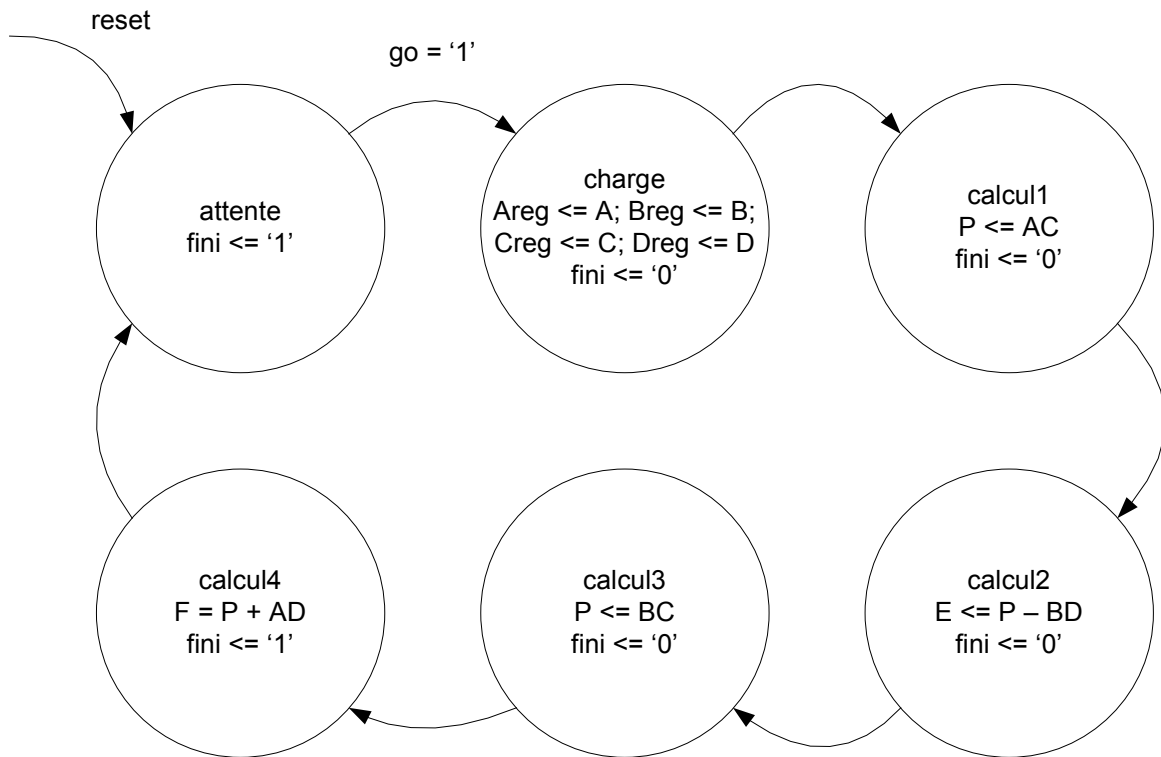 reset
go = ‘1’
attente
fini <= ‘1’
charge
Areg <= A; Breg <= B;
Creg <= C; Dreg <= D
fini <= ‘0’
calcul1
P <= AC
fini <= ‘0’
calcul4
F = P + AD
fini <= ‘1’
calcul3
P <= BC
fini <= ‘0’
calcul2
E <= P – BD
fini <= ‘0’